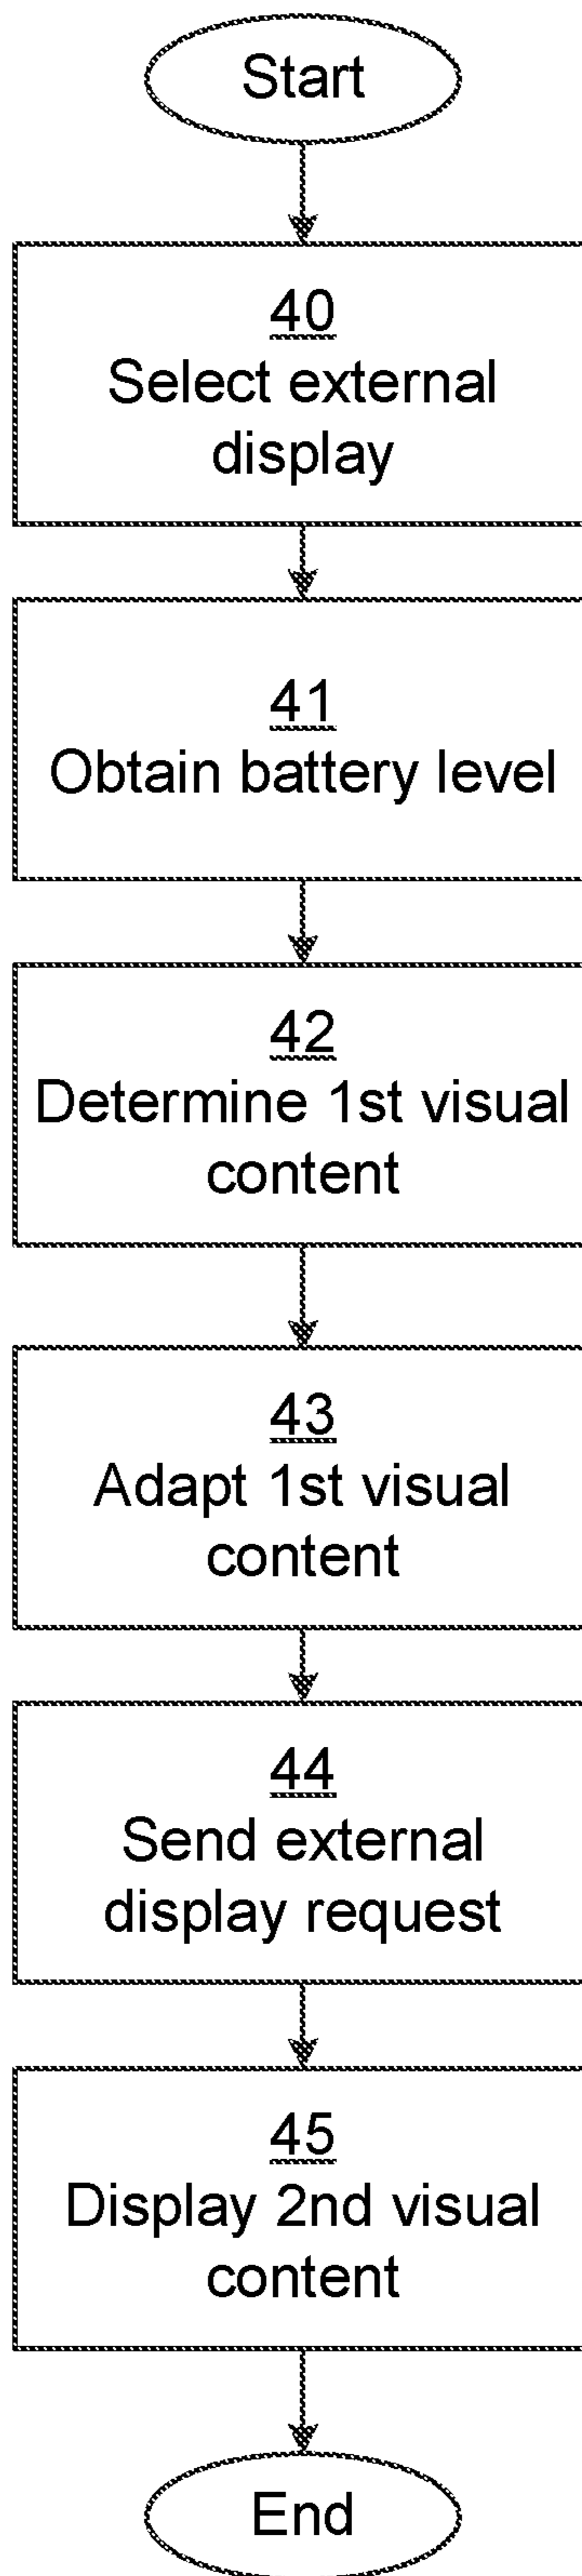 Start
40
Select external
display
41
Obtain battery level
42
Determine 1st visual
content
43
Adapt 1st visual
content
44
Send external
display request
45
Display 2nd visual
content
End